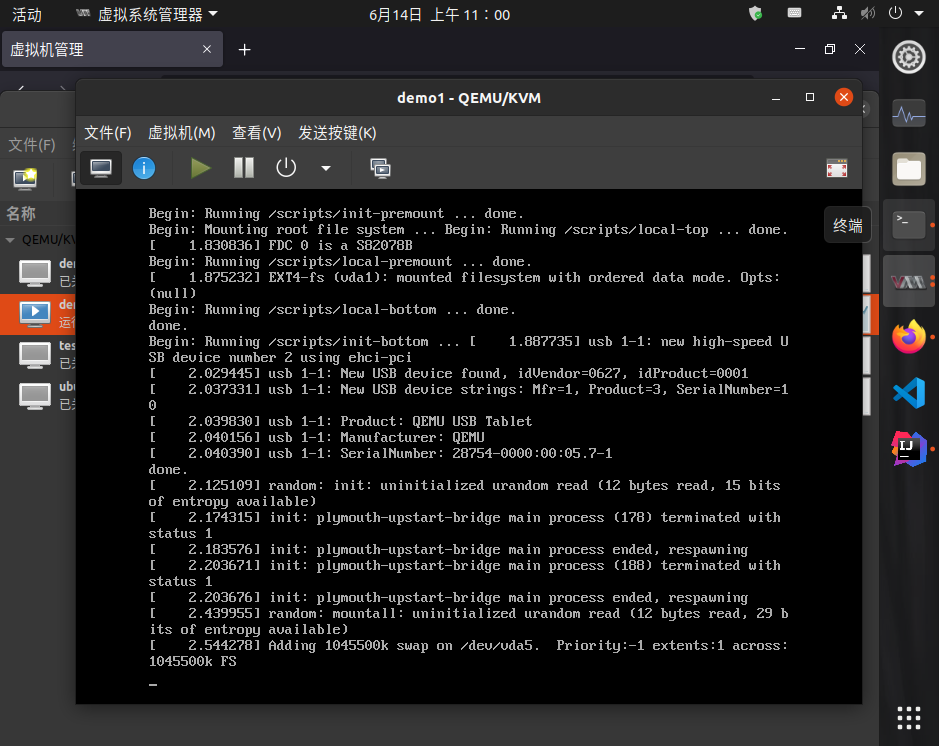 活动 虚拟系统管理器 6月14日 上午 11：00
虚拟机管理
demo1 - QEMU/KVM
文件(F) 虚拟机(M) 查看(V) 发送按键(K)
文件(F)
名称
QEMU/KV
der
已关
der
运行
tes
已关
ubu
已关
终端
Begin: Running /scripts/init-premount ... done.
Begin: Mounting root file system ... Begin: Running /scripts/local-top ... done.
[    1.830836] FDC 0 is a S82078B
Begin: Running /scripts/local-premount ... done.
[    1.875232] EXT4-fs (vda1): mounted filesystem with ordered data mode. Opts:
(null)
Begin: Running /scripts/local-bottom ... done.
done.
Begin: Running /scripts/init-bottom ... [    1.887735] usb 1-1: new high-speed U
SB device number 2 using ehci-pci
[    2.029445] usb 1-1: New USB device found, idVendor=0627, idProduct=0001
[    2.037331] usb 1-1: New USB device strings: Mfr=1, Product=3, SerialNumber=1
0
[    2.039830] usb 1-1: Product: QEMU USB Tablet
[    2.040156] usb 1-1: Manufacturer: QEMU
[    2.040390] usb 1-1: SerialNumber: 28754-0000:00:05.7-1
done.
[    2.125109] random: init: uninitialized urandom read (12 bytes read, 15 bits
of entropy available)
[    2.174315] init: plymouth-upstart-bridge main process (178) terminated with
status 1
[    2.183576] init: plymouth-upstart-bridge main process ended, respawning
[    2.203671] init: plymouth-upstart-bridge main process (188) terminated with
status 1
[    2.203676] init: plymouth-upstart-bridge main process ended, respawning
[    2.439955] random: mountall: uninitialized urandom read (12 bytes read, 29 b
its of entropy available)
[    2.544278] Adding 1045500k swap on /dev/vda5.  Priority:-1 extents:1 across:
1045500k FS